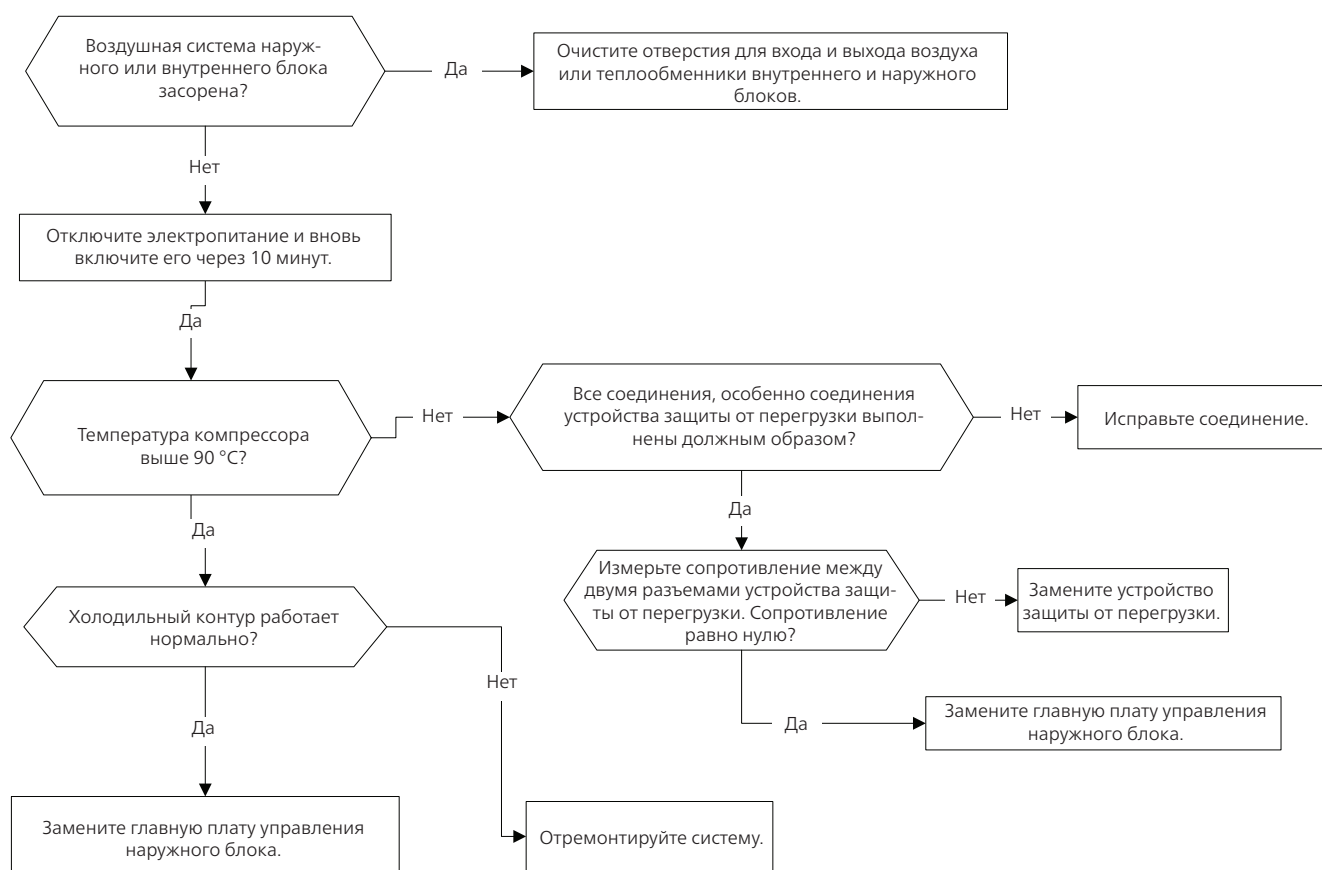 Воздушная система наруж-
ного или внутреннего блока
засорена?
Да
Очистите отверстия для входа и выхода воздуха
или теплообменники внутреннего и наружного
блоков.
Нет
Отключите электропитание и вновь
включите его через 10 минут.
Да
Температура компрессора
выше 90 °C?
Нет
Все соединения, особенно соединения
устройства защиты от перегрузки выпол-
нены должным образом?
Нет
Исправьте соединение.
Да
Да
Измерьте сопротивление между
двумя разъемами устройства защи-
ты от перегрузки. Сопротивление
равно нулю?
Нет
Замените устройство
защиты от перегрузки.
Холодильный контур работает
нормально?
Нет
Да
Да
Замените главную плату управления
наружного блока.
Замените главную плату управления
наружного блока.
Отремонтируйте систему.